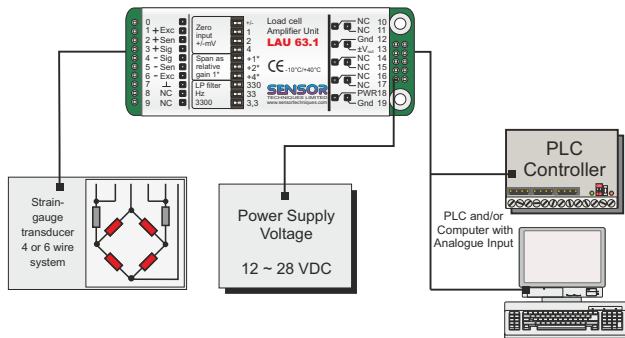 0
1 + Exc
2 + Sen
3 + Sig
4 - Sig
5 - Sen
6 - Exc
7 ⊥
8 NC
9 NC
Zero
input
+/-mV
+/-
1
2
4
Span as
relative
gain 1*
+1*
+2*
+4*
LP filter
Hz
3300
330
33
3,3
Load cell
Amplifier Unit
LAU 63.1
CE -10°C/+40°C
SENSOR
TECHNIQUES LIMITED
www.sensortechniques.com
NC 10
NC 11
Gnd 12
±Vout 13
NC 14
NC 15
NC 16
NC 17
PWR18
Gnd 19
Strain-
gauge
transducer
4 or 6 wire
system
Power Supply
Voltage
12 ~ 28 VDC
PLC
Controller
PLC and/or
Computer with
Analogue Input